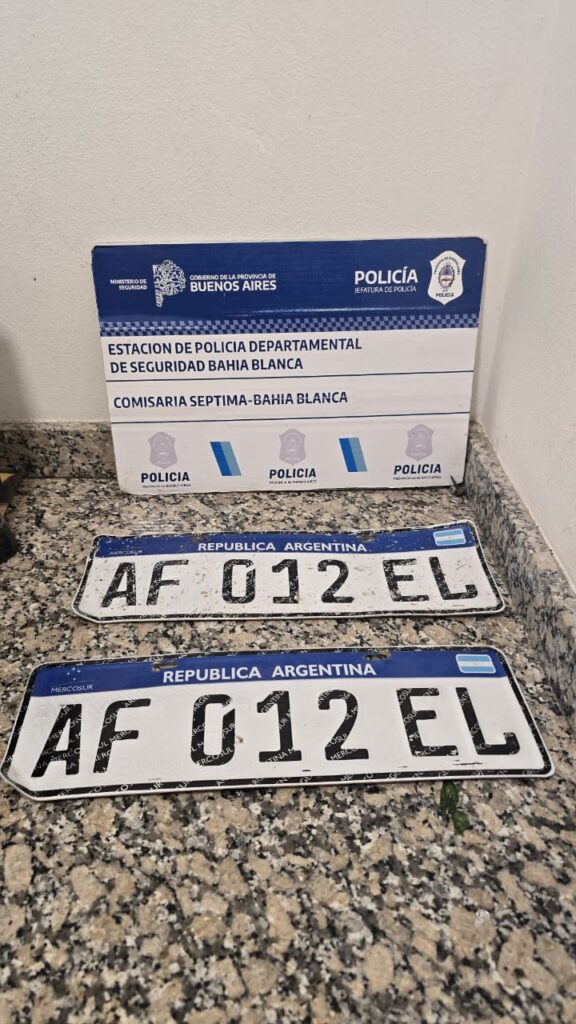 MINISTERIO DE
SEGURIDAD
GOBIERNO DE LA PROVINCIA DE
BUENOS AIRES
POLICÍA
JEFATURA DE POLICÍA
POLICIA
ESTACION DE POLICIA DEPARTAMENTAL
DE SEGURIDAD BAHIA BLANCA
COMISARIA SEPTIMA-BAHIA BLANCA
POLICIA
POLICIA
POLICIA
MERCOSUR
REPUBLICA ARGENTINA
AF 012 EL
MERCOSUR
REPUBLICA ARGENTINA
AF 012 EL